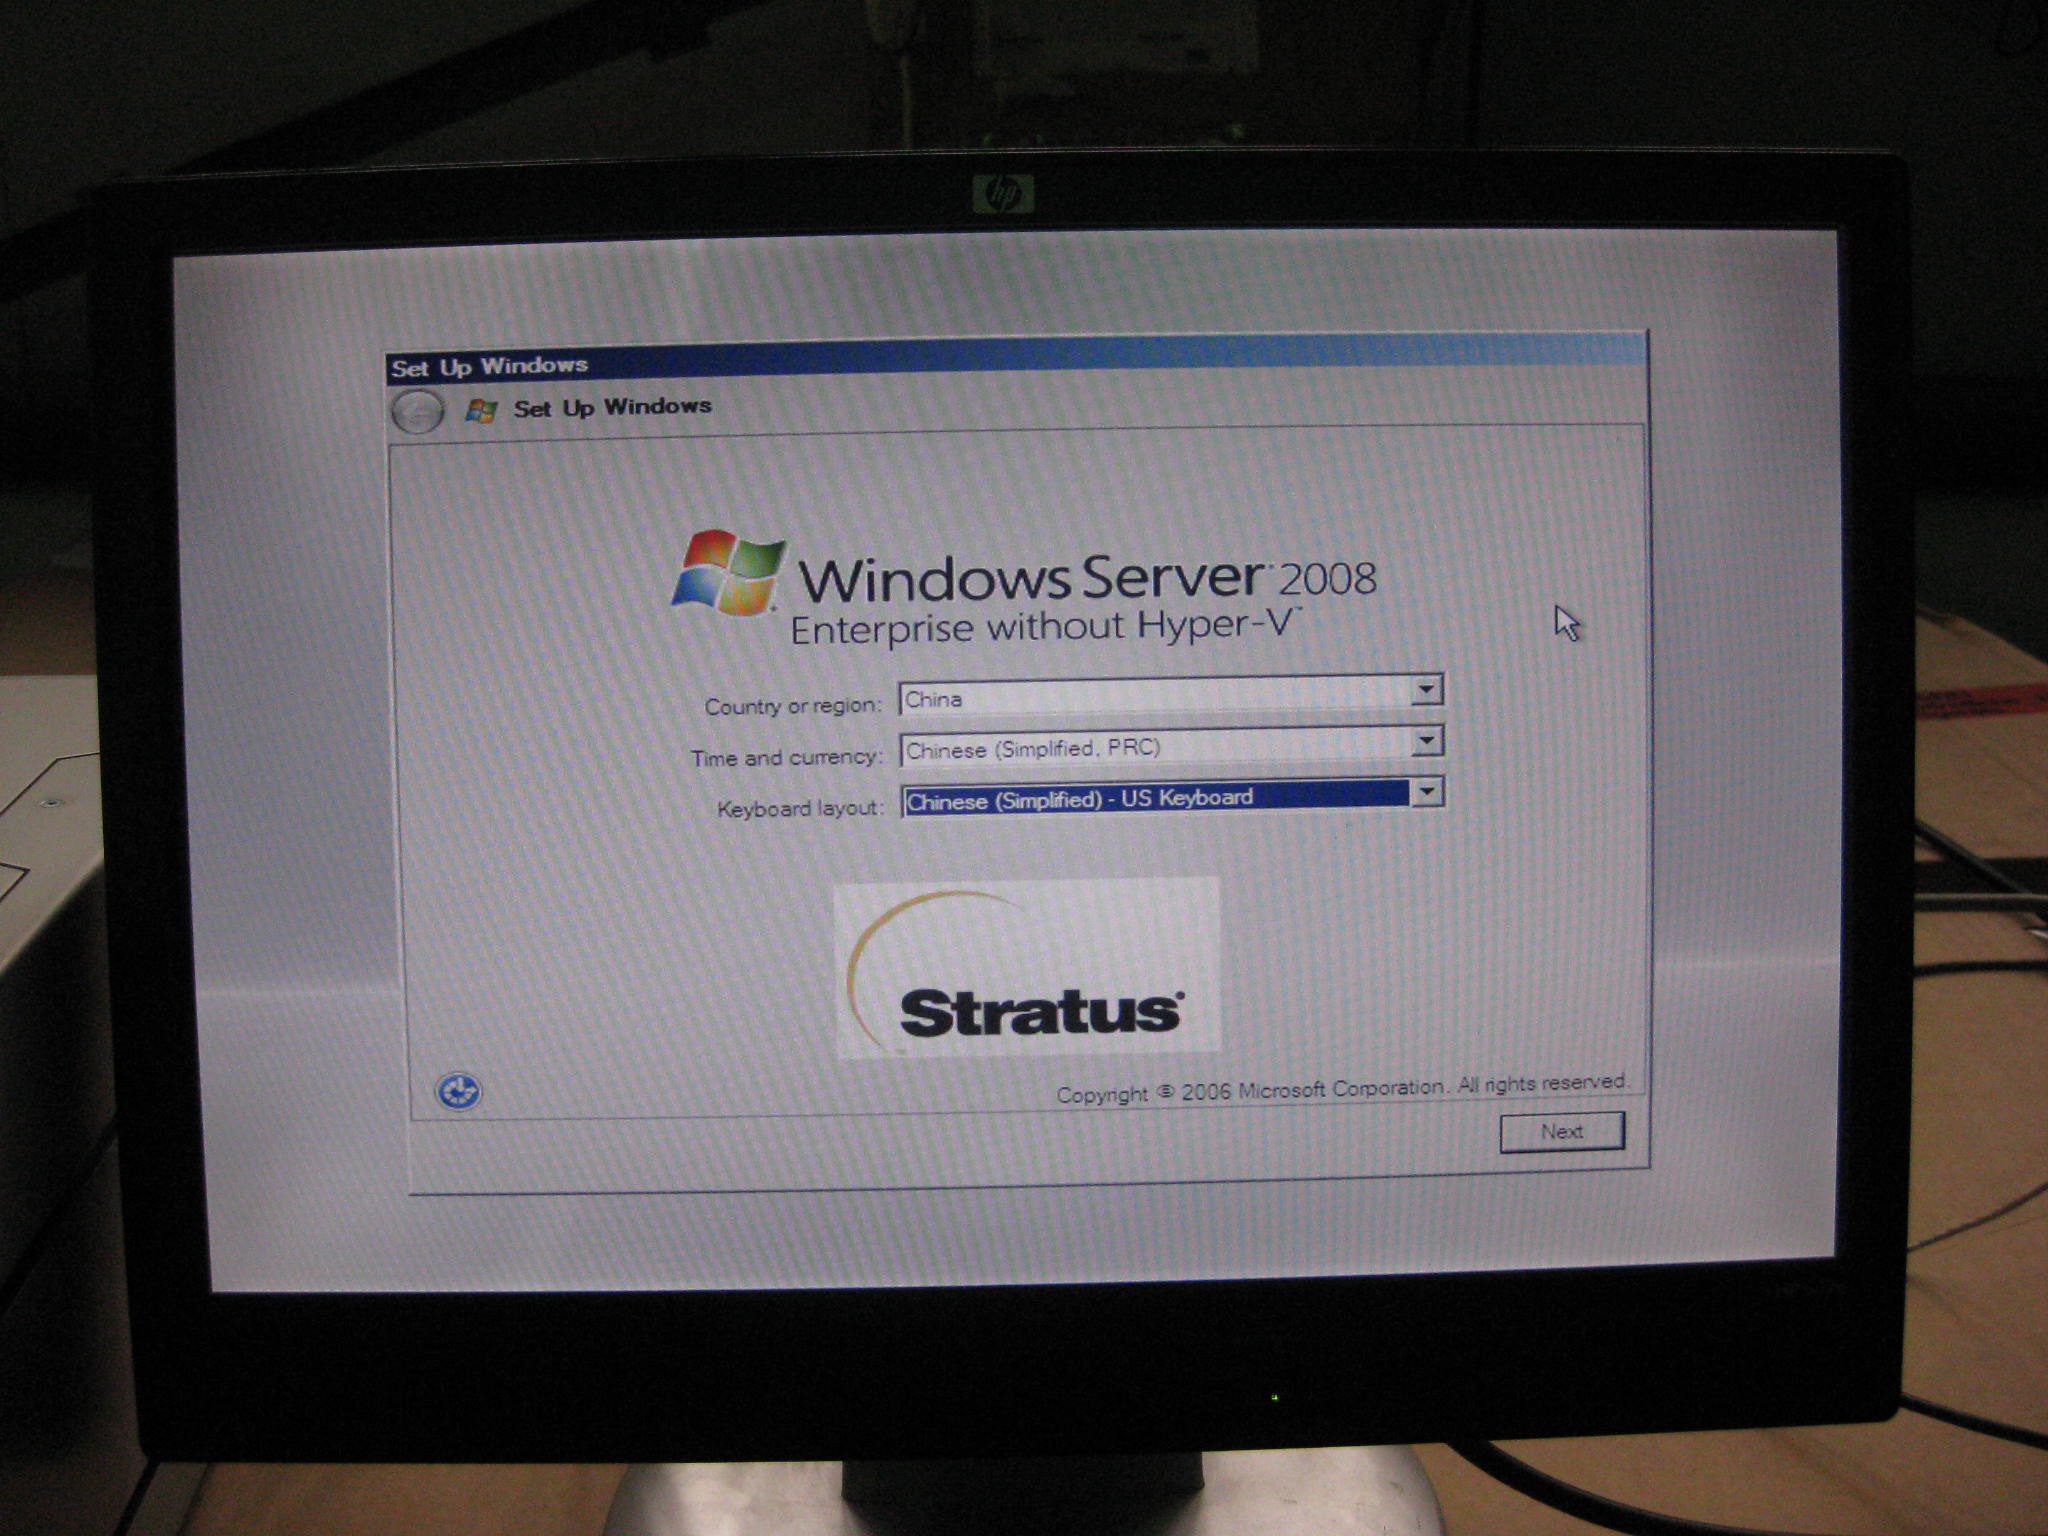 hp
Set Up Windows
Set Up Windows
Windows Server 2008
Enterprise without Hyper-V™
Country or region: China
Time and currency: Chinese (Simplified, PRC)
Keyboard layout: Chinese (Simplified) - US Keyboard
Stratus
Copyright © 2006 Microsoft Corporation. All rights reserved.
Next